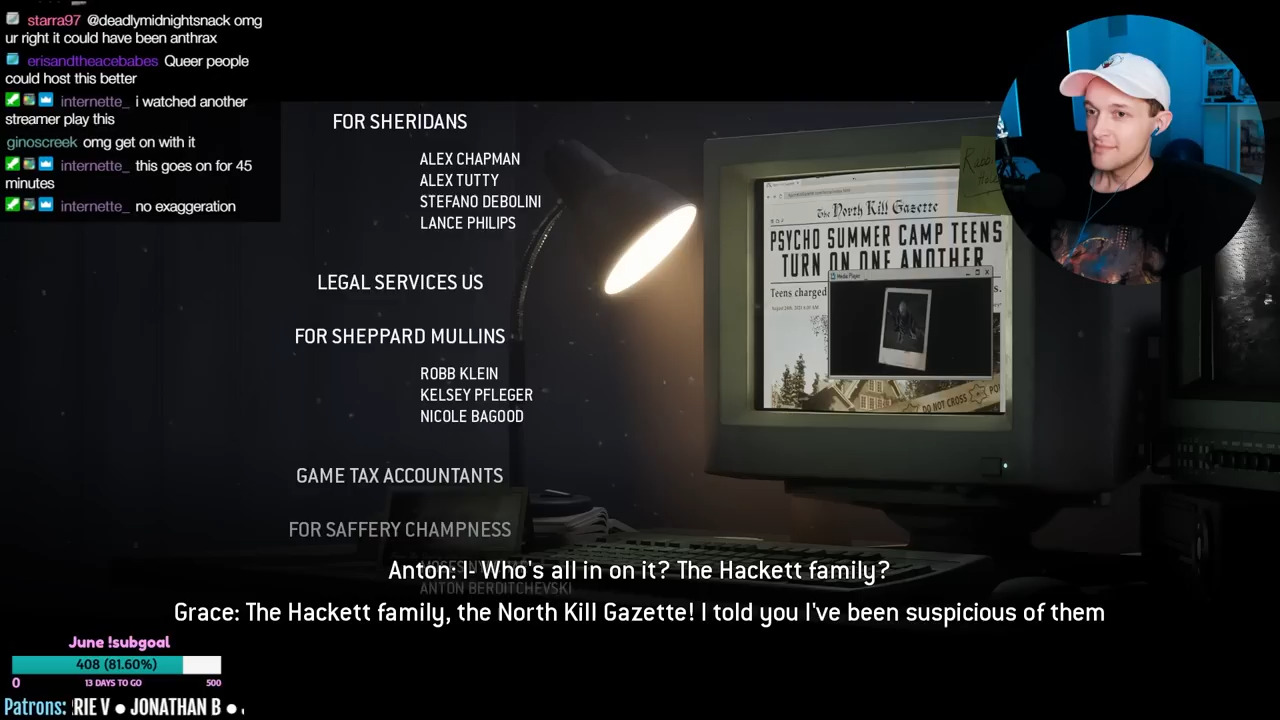 starra97 @deadlymidnightsnack omg
ur right it could have been anthrax
erisandtheacebabes Queer people
could host this better
internette_ i watched another
streamer play this
ginoscreek omg get on with it
internette_ this goes on for 45
minutes
internette_ no exaggeration
FOR SHERIDANS
ALEX CHAPMAN
ALEX TUTTY
STEFANO DEBOLINI
LANCE PHILIPS
LEGAL SERVICES US
FOR SHEPPARD MULLINS
ROBB KLEIN
KELSEY PFLEGER
NICOLE BAGOOD
GAME TAX ACCOUNTANTS
FOR SAFFERY CHAMPNESS
ANTON BERDITCHEVSKI
The North Kill Gazette
PSYCHO SUMMER CAMP TEENS
TURN ON ONE ANOTHER
Teens charged
Media Player
DO NOT CROSS
Anton: I- Who's all in on it? The Hackett family?
Grace: The Hackett family, the North Kill Gazette! I told you I've been suspicious of them
June !subgoal
408 (81.60%)
0 13 DAYS TO GO 500
Patrons: RIE V ● JONATHAN B ●